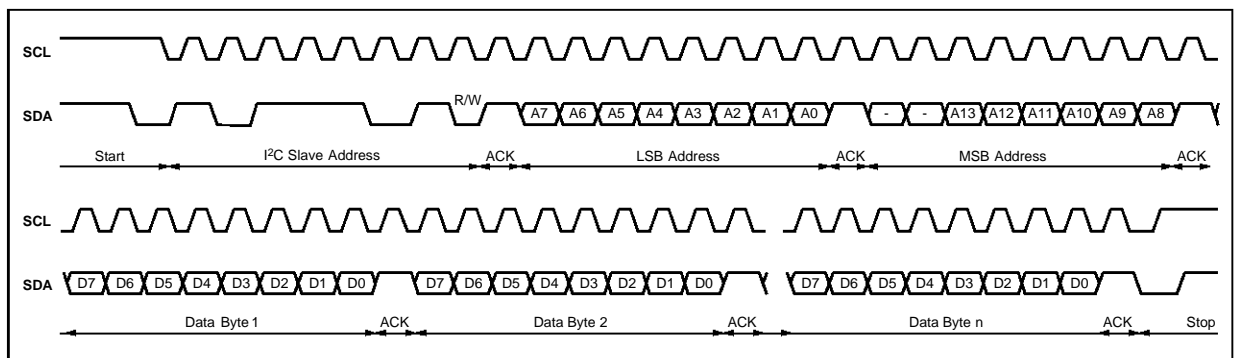 SCL
SDA R/W A7 A6 A5 A4 A3 A2 A1 A0 - - A13 A12 A11 A10 A9 A8
Start I²C Slave Address ACK LSB Address ACK MSB Address ACK
SCL
SDA D7 D6 D5 D4 D3 D2 D1 D0 D7 D6 D5 D4 D3 D2 D1 D0 D7 D6 D5 D4 D3 D2 D1 D0
Data Byte 1 ACK Data Byte 2 ACK Data Byte n ACK Stop